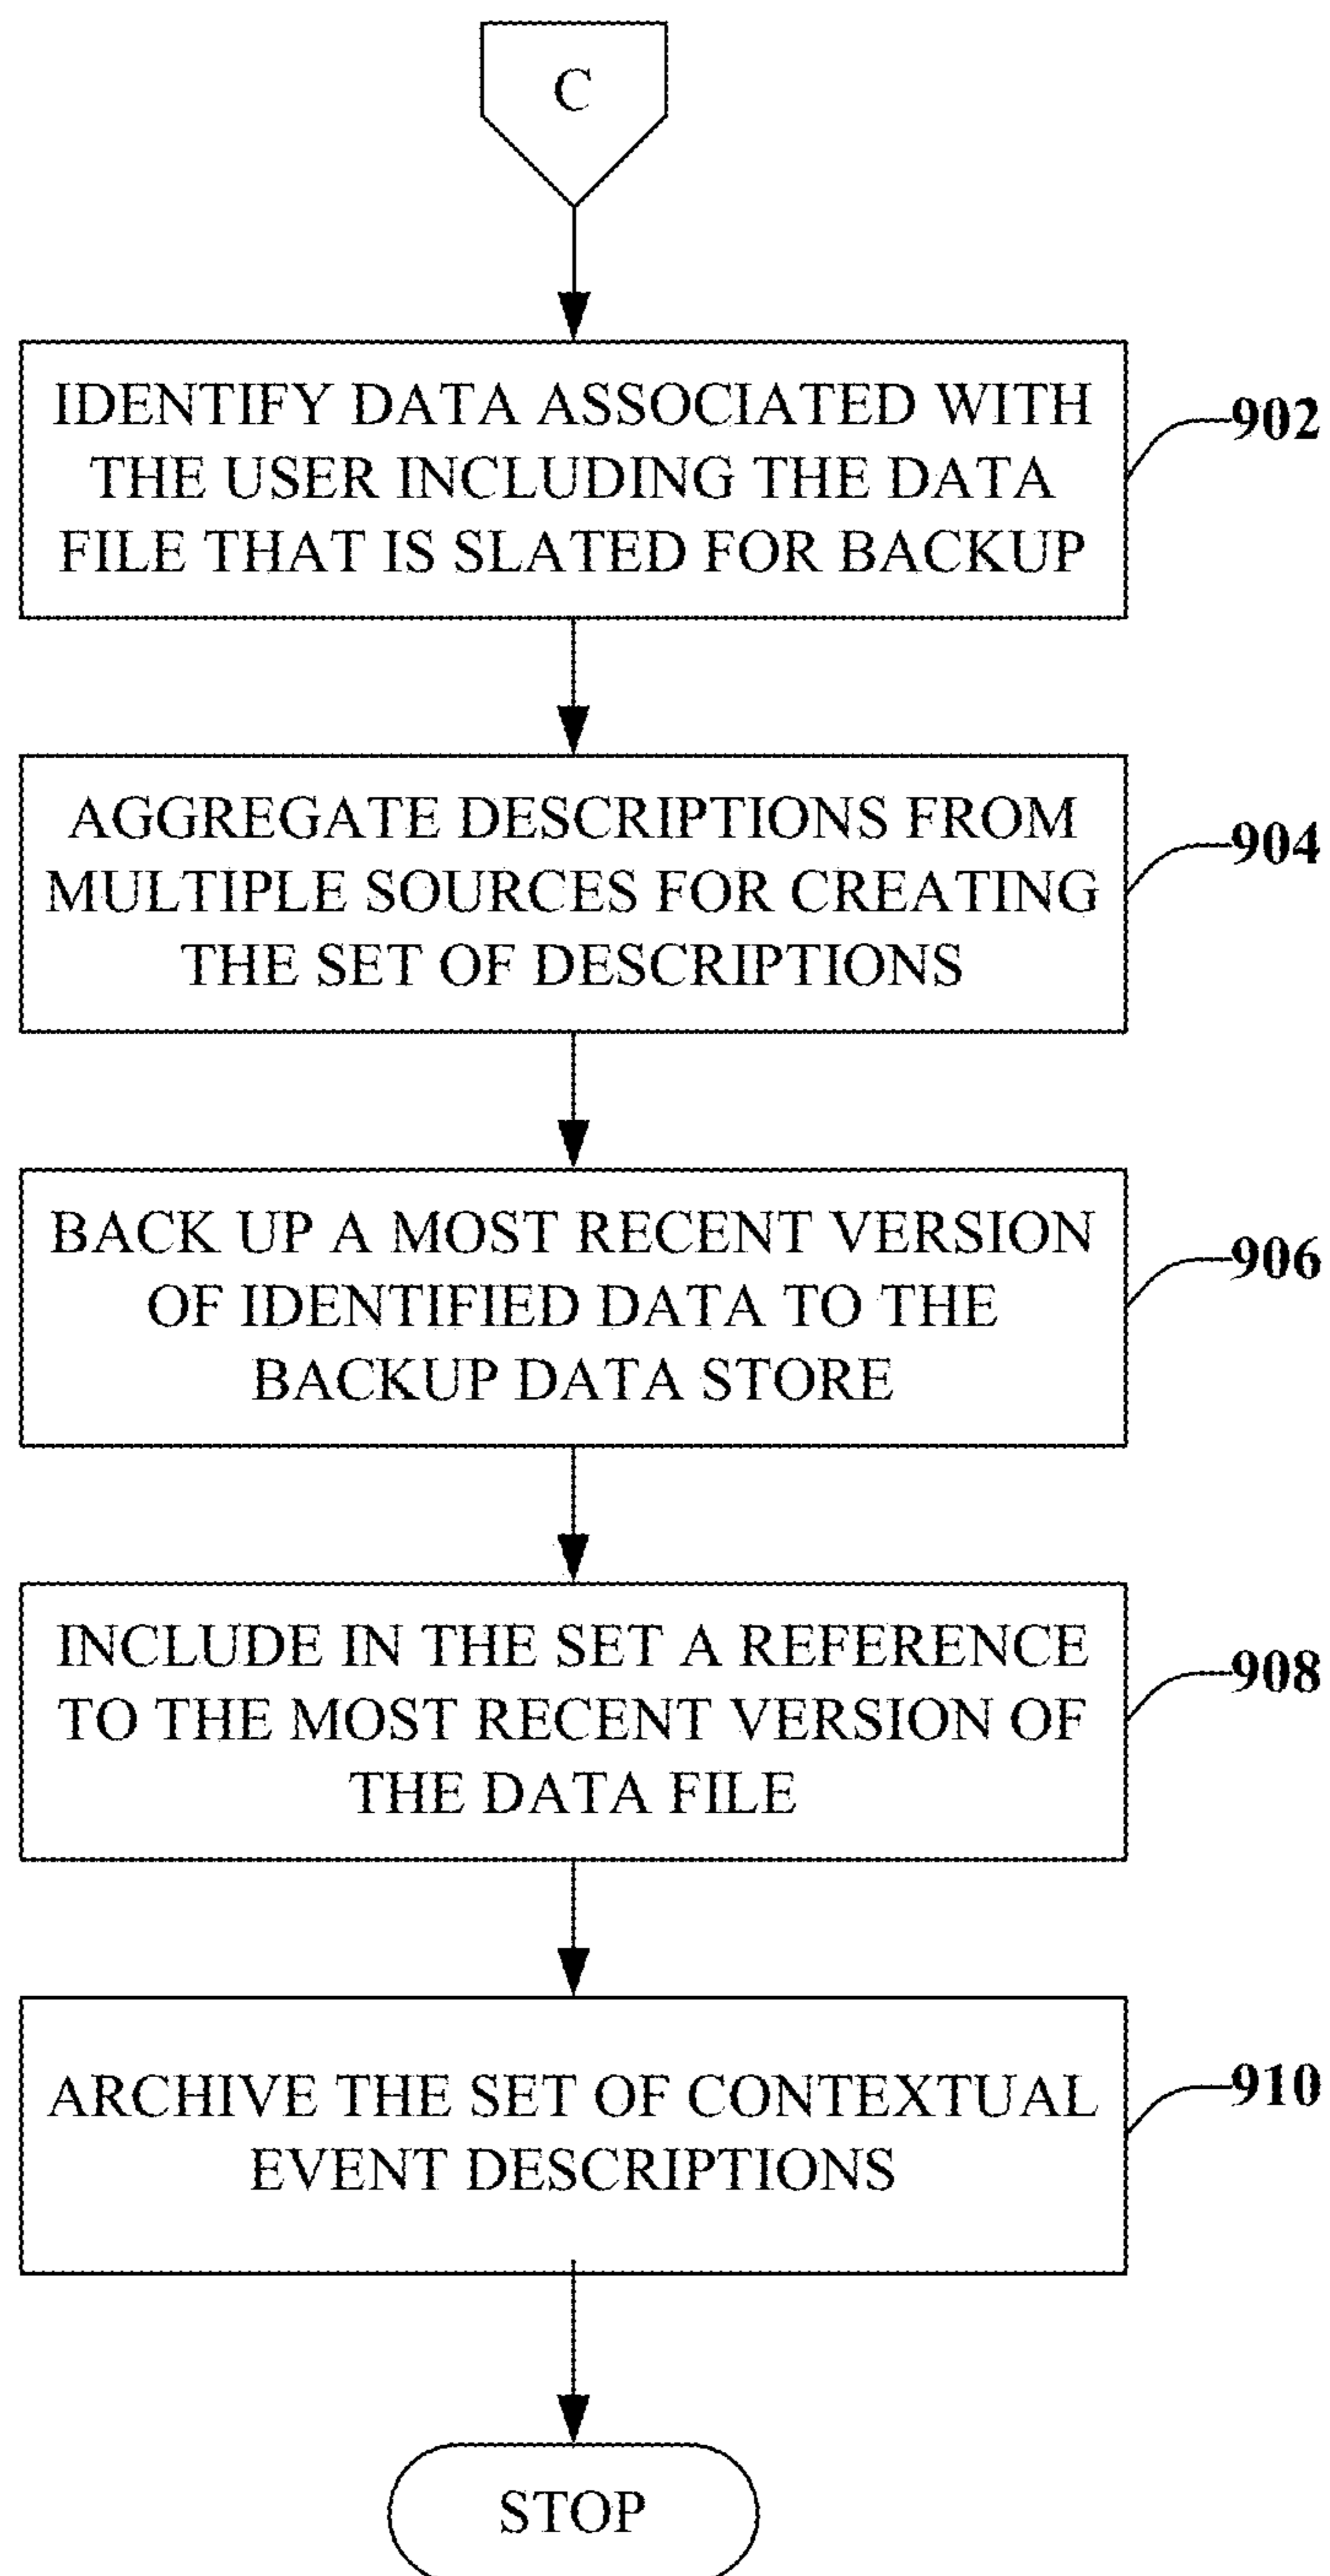 C
IDENTIFY DATA ASSOCIATED WITH
THE USER INCLUDING THE DATA
FILE THAT IS SLATED FOR BACKUP
902
AGGREGATE DESCRIPTIONS FROM
MULTIPLE SOURCES FOR CREATING
THE SET OF DESCRIPTIONS
904
BACK UP A MOST RECENT VERSION
OF IDENTIFIED DATA TO THE
BACKUP DATA STORE
906
INCLUDE IN THE SET A REFERENCE
TO THE MOST RECENT VERSION OF
THE DATA FILE
908
ARCHIVE THE SET OF CONTEXTUAL
EVENT DESCRIPTIONS
910
STOP